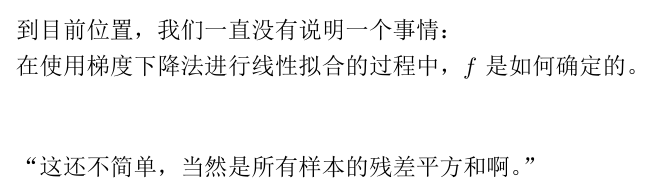 到目前位置，我们一直没有说明一个事情：
在使用梯度下降法进行线性拟合的过程中，f 是如何确定的。
“这还不简单，当然是所有样本的残差平方和啊。”